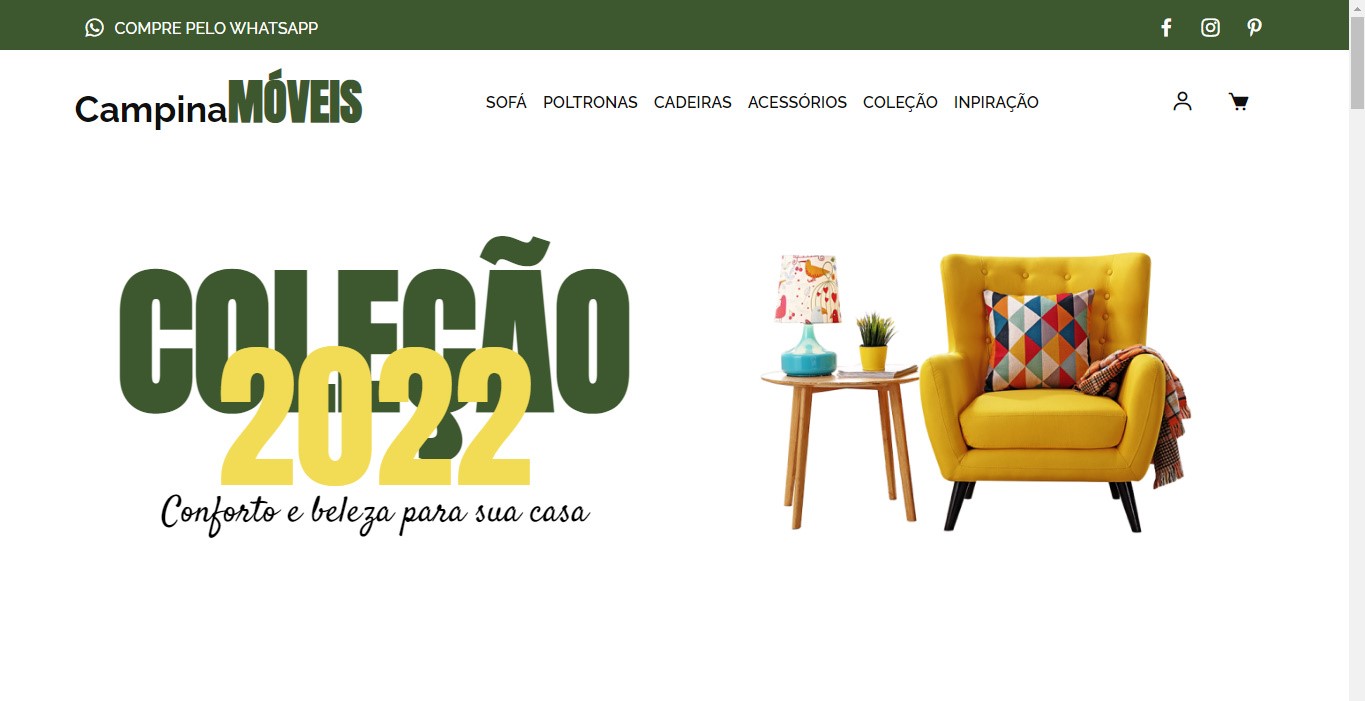 COMPRE PELO WHATSAPP
CampinaMÓVEIS
SOFÁ POLTRONAS CADEIRAS ACESSÓRIOS COLEÇÃO INPIRAÇÃO
COLEÇÃO
2022
Conforto e beleza para sua casa